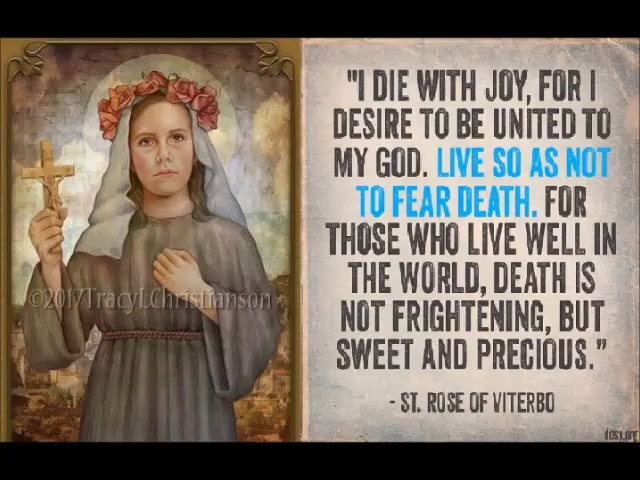 ©2017TracyLChristianson
"I DIE WITH JOY, FOR I
DESIRE TO BE UNITED TO
MY GOD. LIVE SO AS NOT
TO FEAR DEATH. FOR
THOSE WHO LIVE WELL IN
THE WORLD, DEATH IS
NOT FRIGHTENING, BUT
SWEET AND PRECIOUS."
- ST. ROSE OF VITERBO